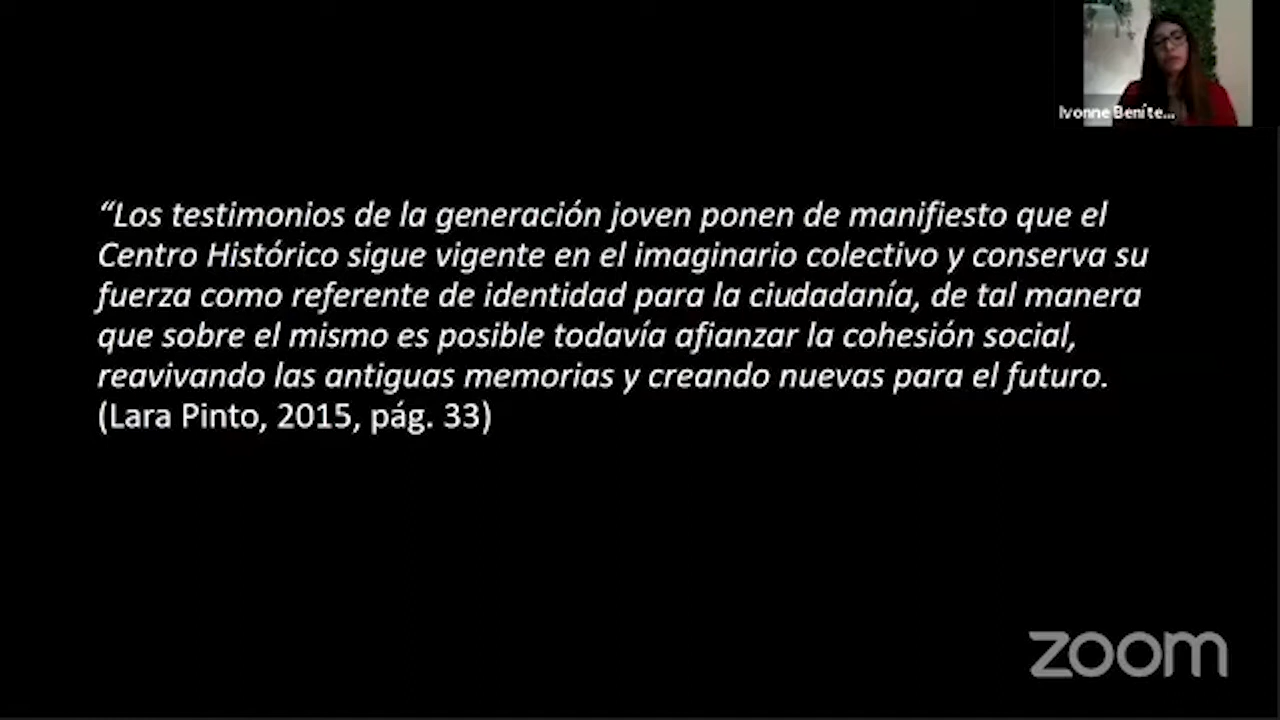 Ivonne Beníte...
“Los testimonios de la generación joven ponen de manifiesto que el
Centro Histórico sigue vigente en el imaginario colectivo y conserva su
fuerza como referente de identidad para la ciudadanía, de tal manera
que sobre el mismo es posible todavía afianzar la cohesión social,
reavivando las antiguas memorias y creando nuevas para el futuro.
(Lara Pinto, 2015, pág. 33)
zoom